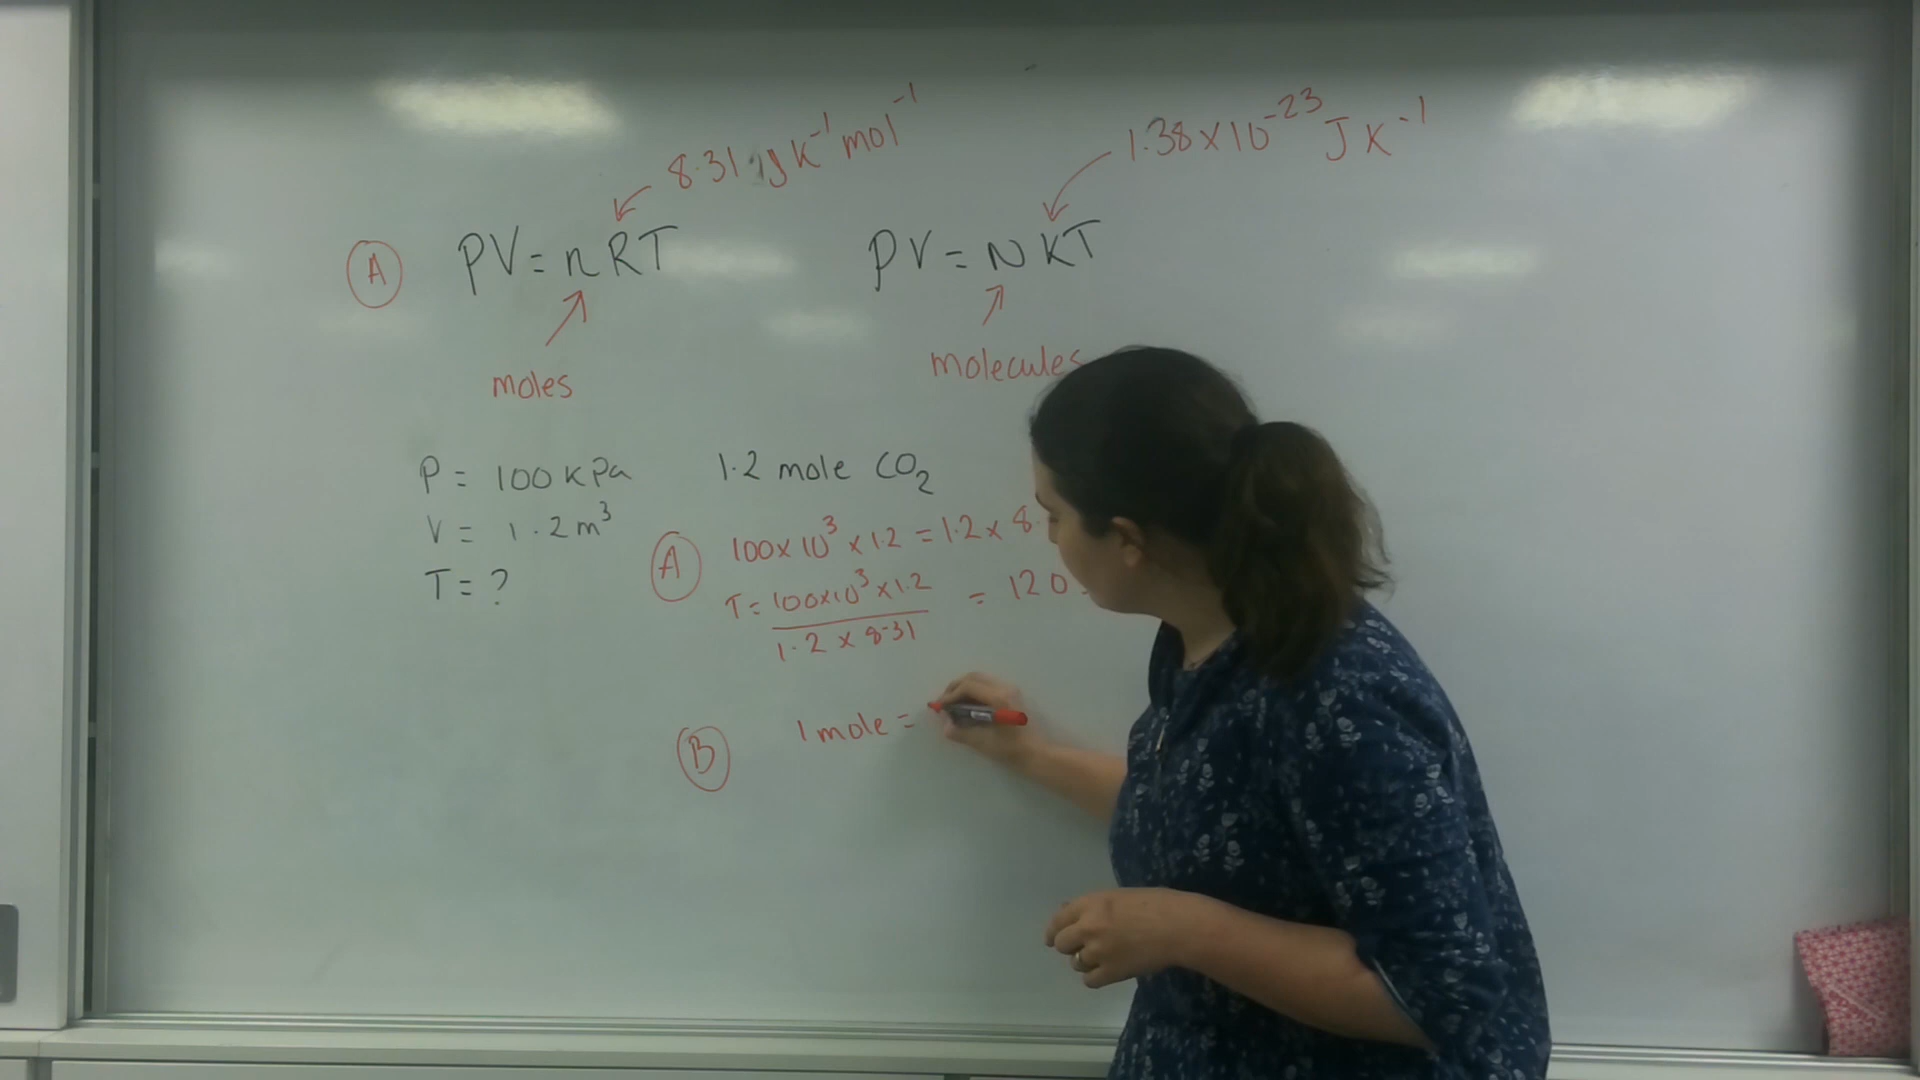 8.31 J K⁻¹ mol⁻¹
1.38 × 10⁻²³ J K⁻¹
A PV = nRT
PV = NKT
moles
molecules
P = 100 kPa
V = 1.2 m³
T = ?
1.2 mole CO₂
A 100 × 10³ × 1.2 = 1.2 × 8.
T = 100×10³ × 1.2 / 1.2 × 8.31 = 120
B 1 mole =